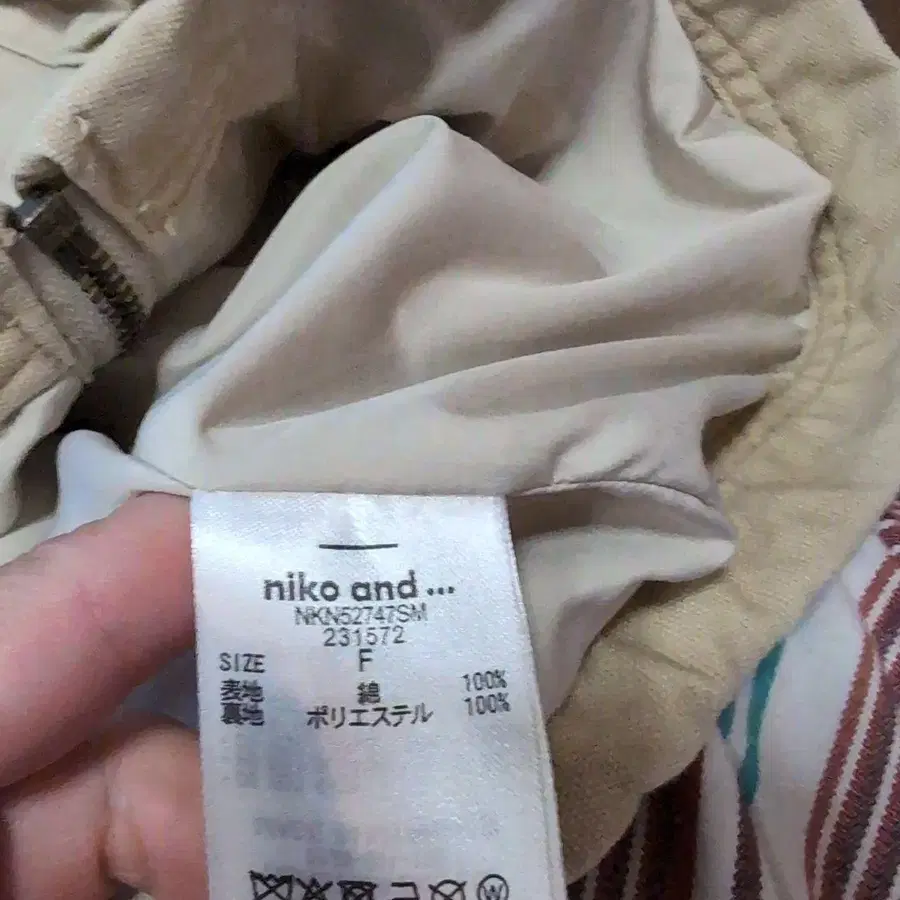 niko and ...
NKN52747SM
231572
SIZE F
表地 綿 100%
裏地 ポリエステル 100%
W